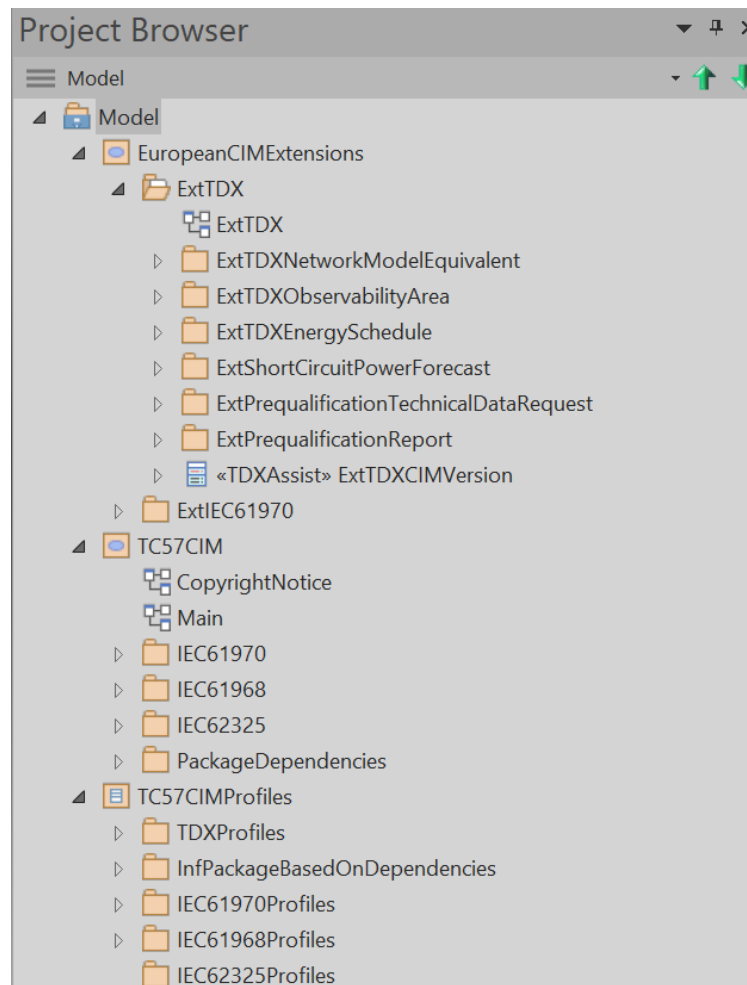 Project Browser
Model
Model
EuropeanCIMExtensions
ExtTDX
ExtTDX
ExtTDXNetworkModelEquivalent
ExtTDXObservabilityArea
ExtTDXEnergySchedule
ExtShortCircuitPowerForecast
ExtPrequalificationTechnicalDataRequest
ExtPrequalificationReport
«TDXAssist» ExtTDXCIMVersion
ExtIEC61970
TC57CIM
CopyrightNotice
Main
IEC61970
IEC61968
IEC62325
PackageDependencies
TC57CIMProfiles
TDXProfiles
InfPackageBasedOnDependencies
IEC61970Profiles
IEC61968Profiles
IEC62325Profiles